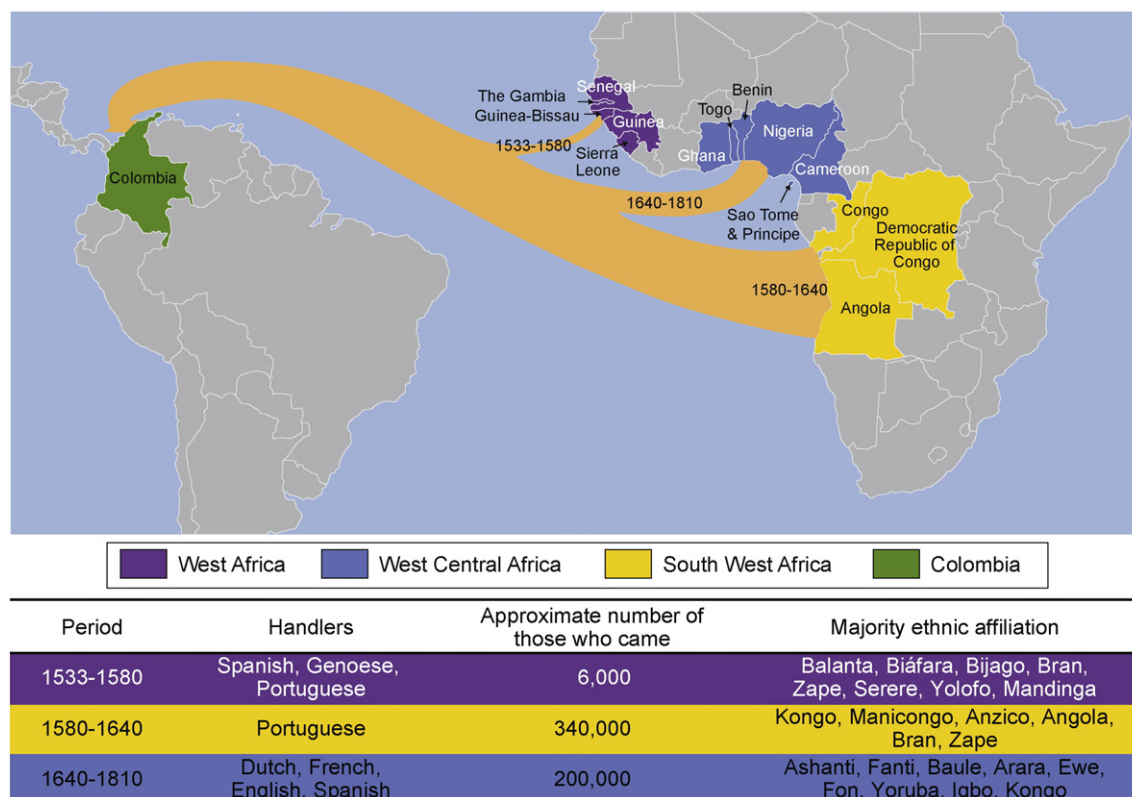 Senegal
The Gambia
Guinea-Bissau
Guinea
1533-1580
Sierra
Leone
Benin
Togo
Nigeria
Ghana
Cameroon
Colombia
1640-1810
Sao Tome
& Principe
Congo
Democratic
Republic of
Congo
1580-1640
Angola
West Africa West Central Africa South West Africa Colombia
Period Handlers Approximate number of those who came Majority ethnic affiliation
1533-1580 Spanish, Genoese, Portuguese 6,000 Balanta, Biáfara, Bijago, Bran, Zape, Serere, Yolofo, Mandinga
1580-1640 Portuguese 340,000 Kongo, Manicongo, Anzico, Angola, Bran, Zape
1640-1810 Dutch, French, English, Spanish 200,000 Ashanti, Fanti, Baule, Arara, Ewe, Fon, Yoruba, Igbo, Kongo